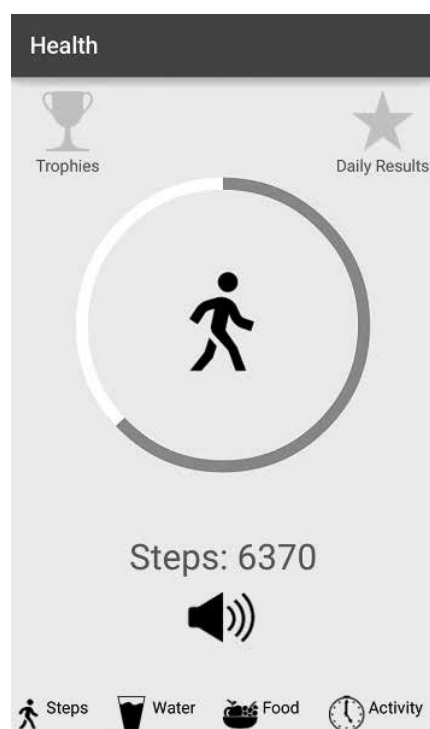 Health
Trophies
Daily Results
Steps: 6370
Steps
Water
Food
Activity